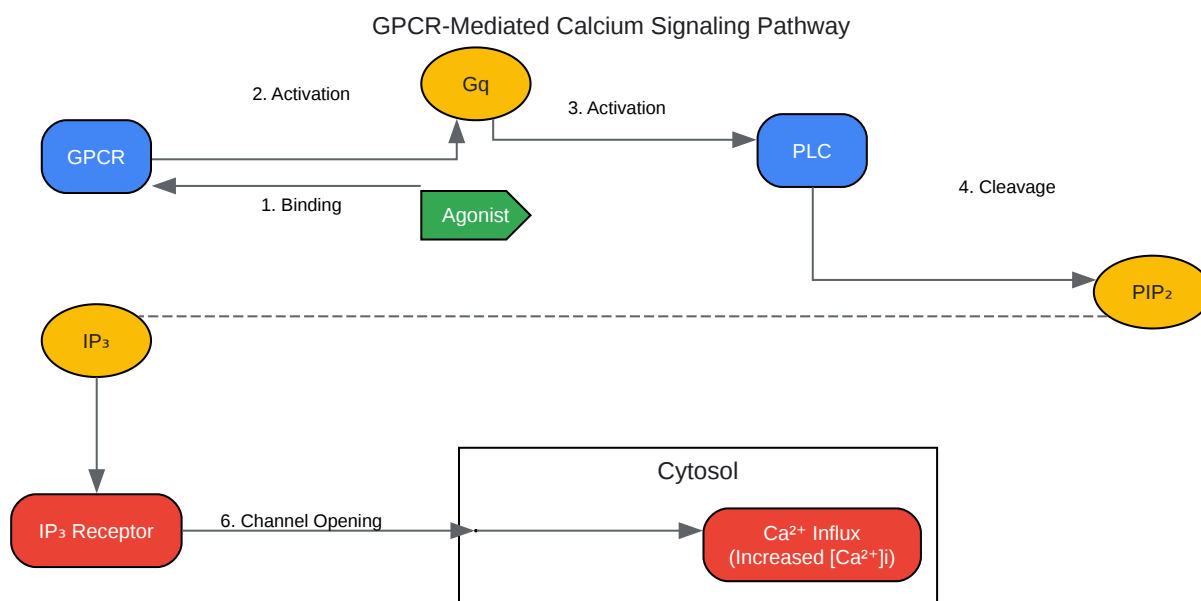 GPCR-Mediated Calcium Signaling Pathway
Gq
2. Activation
3. Activation
GPCR
PLC
1. Binding
Agonist
4. Cleavage
PIP₂
IP₃
Cytosol
IP₃ Receptor
6. Channel Opening
Ca²⁺ Influx
(Increased [Ca²⁺]i)